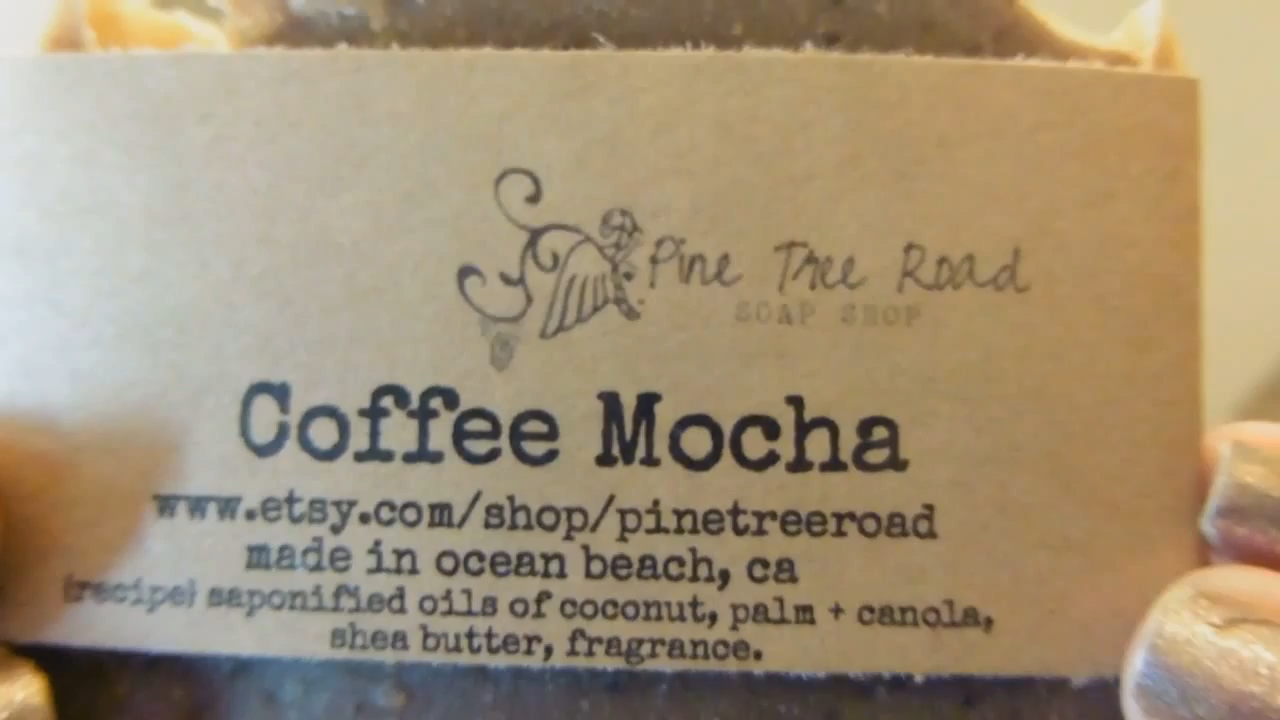 Pine Tree Road
SOAP SHOP
Coffee Mocha
www.etsy.com/shop/pinetreeroad
made in ocean beach, ca
{recipe} saponified oils of coconut, palm + canola,
shea butter, fragrance.